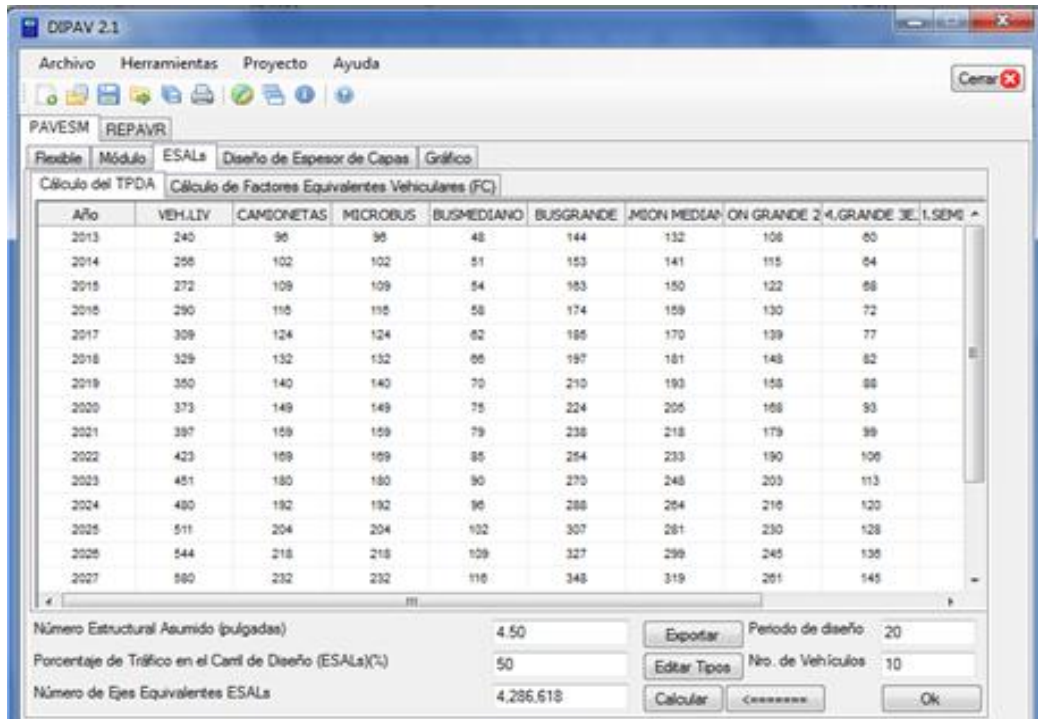 DIPAV 2.1
Archivo Herramientas Proyecto Ayuda
Cerrar
PAVESM REPAVR
Flexible Módulo ESALs Diseño de Espesor de Capas Gráfico
Cálculo del TPDA Cálculo de Factores Equivalentes Vehiculares (FC)
Año VEH.LIV CAMIONETAS MICROBUS BUSMEDIANO BUSGRANDE MION MEDIAN ON GRANDE 2 M.GRANDE 3E. 1.SEMI
2013 240 96 96 48 144 132 108 60
2014 256 102 102 51 153 141 115 64
2015 272 109 109 54 163 150 122 68
2016 290 116 116 58 174 159 130 72
2017 309 124 124 62 185 170 139 77
2018 329 132 132 66 197 181 148 82
2019 350 140 140 70 210 193 158 88
2020 373 149 149 75 224 205 168 93
2021 397 159 159 79 238 218 179 99
2022 423 169 169 85 254 233 190 106
2023 451 180 180 90 270 248 203 113
2024 480 192 192 96 288 264 216 120
2025 511 204 204 102 307 281 230 128
2026 544 218 218 109 327 299 245 136
2027 580 232 232 116 348 319 261 145
Número Estructural Asumido (pulgadas) 4.50 Exportar Periodo de diseño 20
Porcentaje de Tráfico en el Carril de Diseño (ESALs)(%) 50 Editar Tipos Nro. de Vehículos 10
Número de Ejes Equivalentes ESALs 4,286,618 Calcular <======= Ok